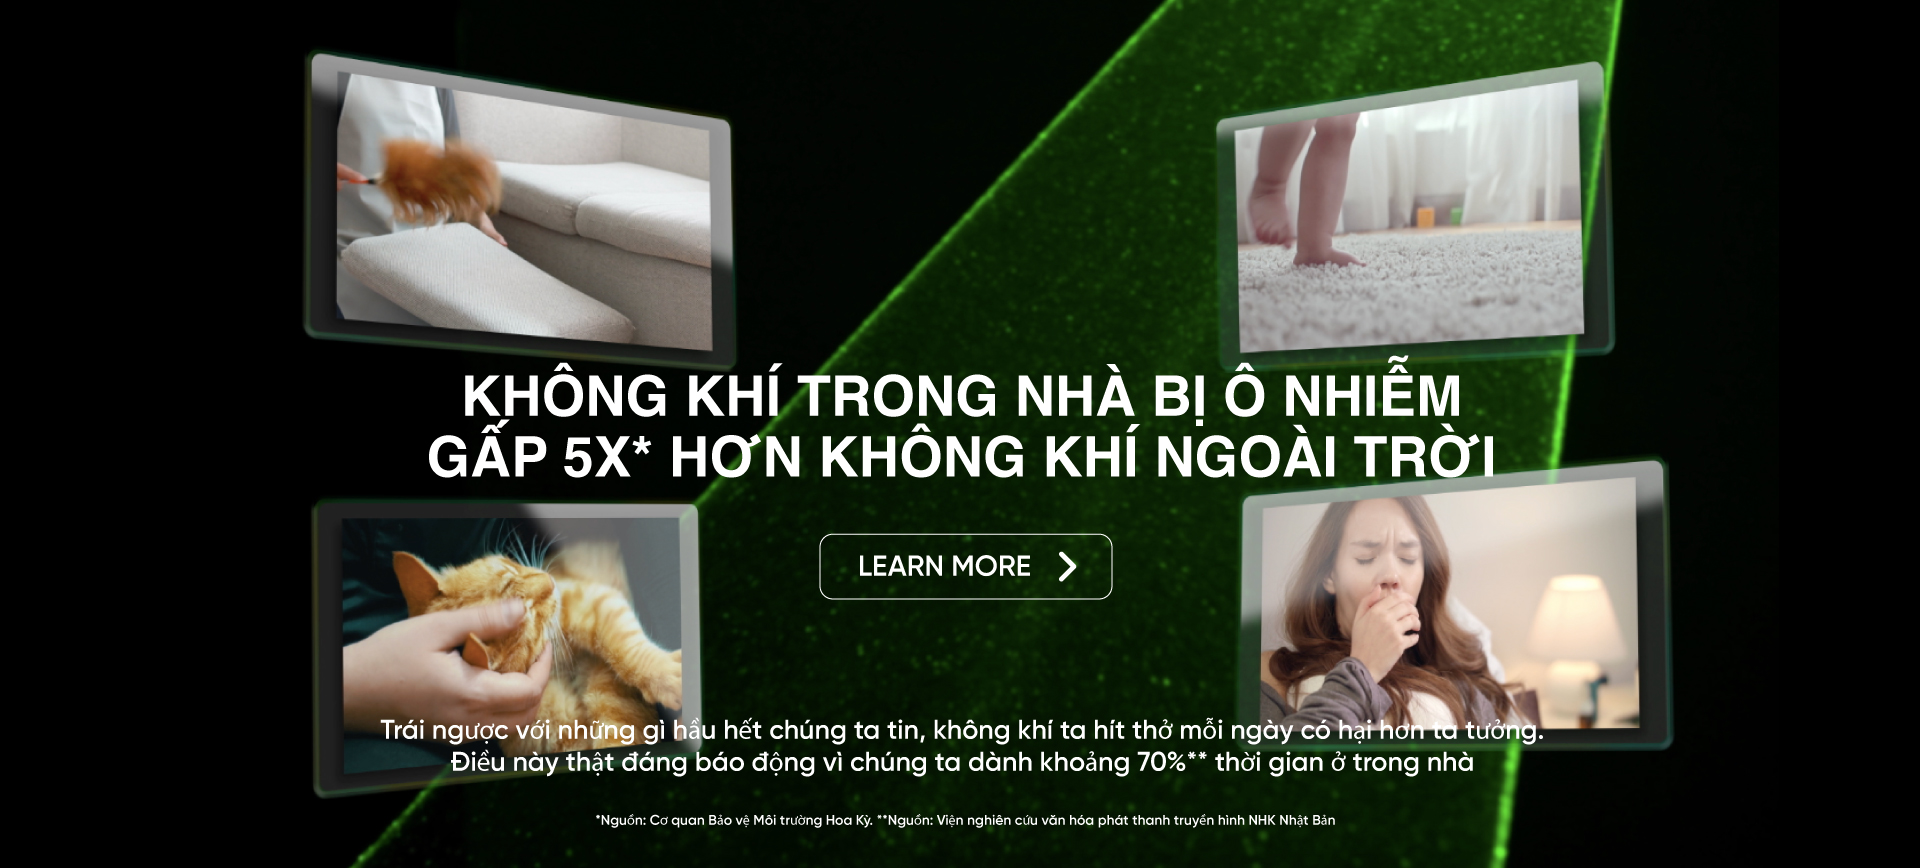 KHÔNG KHÍ TRONG NHÀ BỊ Ô NHIỄM
GẤP 5X* HƠN KHÔNG KHÍ NGOÀI TRỜI
LEARN MORE
Trái ngược với những gì hầu hết chúng ta tin, không khí ta hít thở mỗi ngày có hại hơn ta tưởng.
Điều này thật đáng báo động vì chúng ta dành khoảng 70%** thời gian ở trong nhà
*Nguồn: Cơ quan Bảo vệ Môi trường Hoa Kỳ. **Nguồn: Viện nghiên cứu văn hóa phát thanh truyền hình NHK Nhật Bản